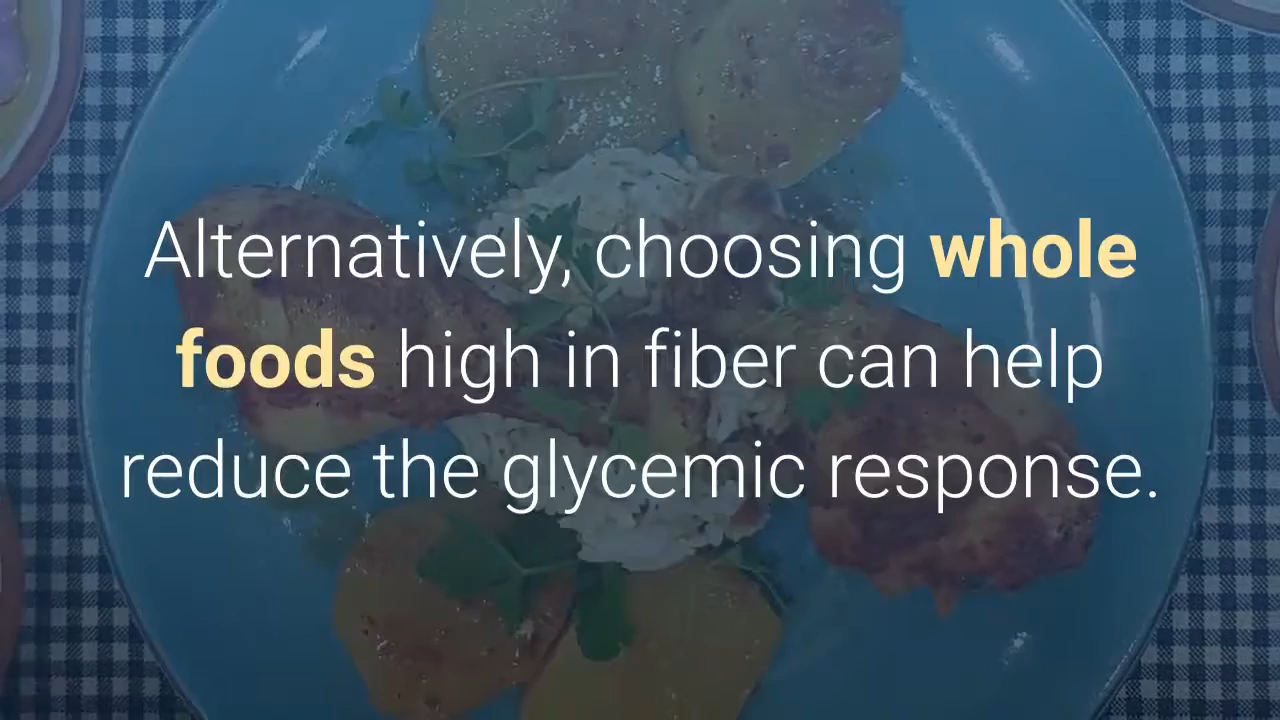 Alternatively, choosing whole
foods high in fiber can help
reduce the glycemic response.